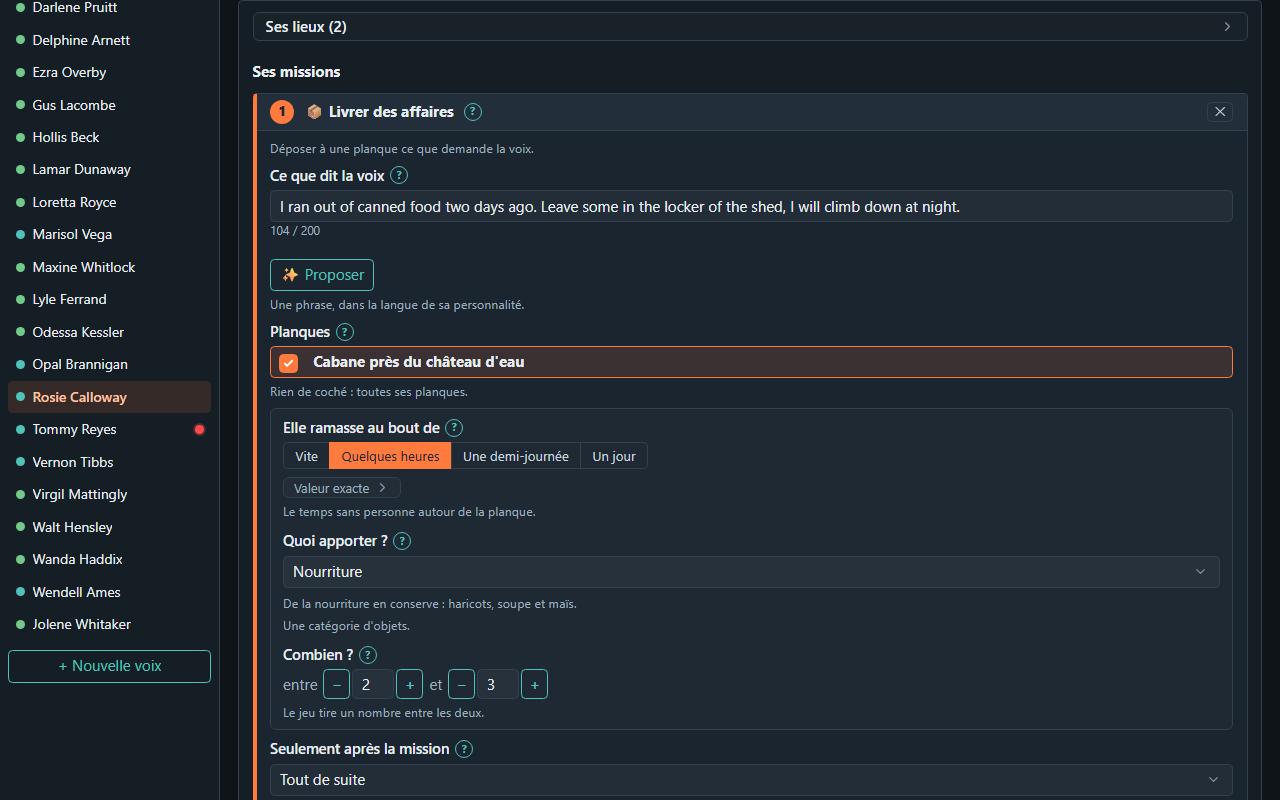 Darlene Pruitt
Delphine Arnett
Ezra Overby
Gus Lacombe
Hollis Beck
Lamar Dunaway
Loretta Royce
Marisol Vega
Maxine Whitlock
Lyle Ferrand
Odessa Kessler
Opal Brannigan
Rosie Calloway
Tommy Reyes
Vernon Tibbs
Virgil Mattingly
Walt Hensley
Wanda Haddix
Wendell Ames
Jolene Whitaker
+ Nouvelle voix
Ses lieux (2)
Ses missions
1 📦 Livrer des affaires ?
Déposer à une planque ce que demande la voix.
Ce que dit la voix ?
I ran out of canned food two days ago. Leave some in the locker of the shed, I will climb down at night.
104 / 200
✨ Proposer
Une phrase, dans la langue de sa personnalité.
Planques ?
Cabane près du château d'eau
Rien de coché : toutes ses planques.
Elle ramasse au bout de ?
Vite Quelques heures Une demi-journée Un jour
Valeur exacte
Le temps sans personne autour de la planque.
Quoi apporter ? ?
Nourriture
De la nourriture en conserve : haricots, soupe et maïs.
Une catégorie d'objets.
Combien ? ?
entre − 2 + et − 3 +
Le jeu tire un nombre entre les deux.
Seulement après la mission ?
Tout de suite